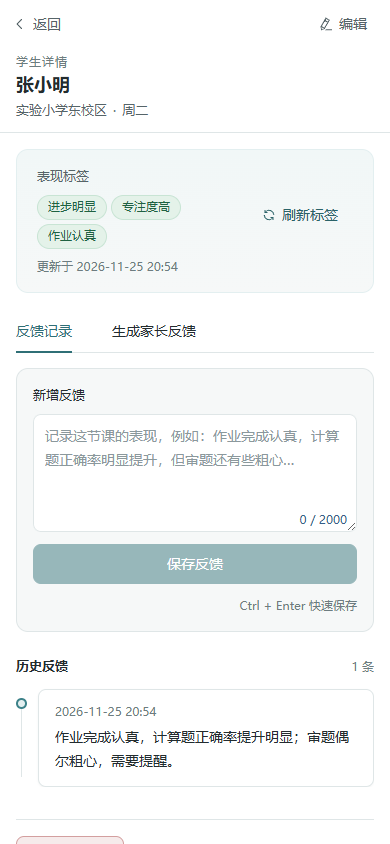 返回
编辑
学生详情
张小明
实验小学东校区 · 周二
表现标签
进步明显
专注度高
作业认真
刷新标签
更新于 2026-11-25 20:54
反馈记录
生成家长反馈
新增反馈
记录这节课的表现，例如：作业完成认真，计算
题正确率明显提升，但审题还有些粗心...
0 / 2000
保存反馈
Ctrl + Enter 快速保存
历史反馈
1 条
2026-11-25 20:54
作业完成认真，计算题正确率提升明显；审题偶
尔粗心，需要提醒。